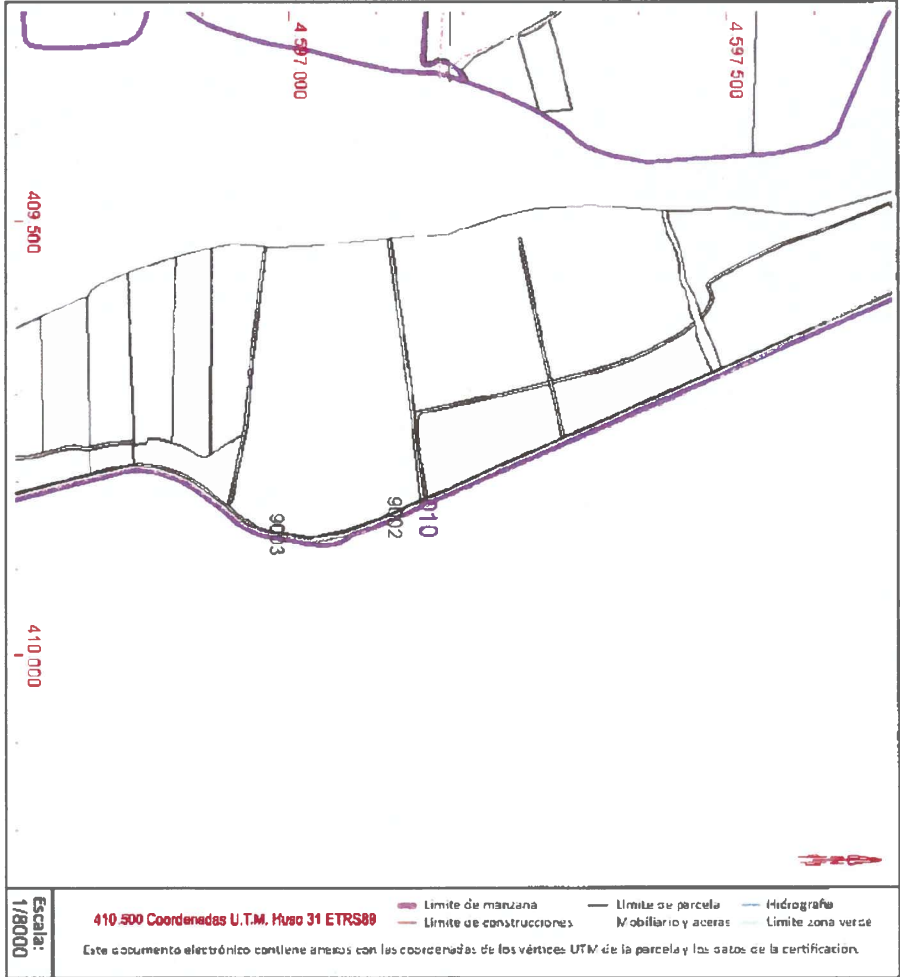 4 597 000
4 597 500
409 500
9003
9002
010
410 000
Escala:
1/8000
410.500 Coordenadas U.T.M. Huso 31 ETRS89
Límite de manzana
Límite de construcciones
Límite de parcela
Mobiliario y aceras
Hidrografía
Límite zona verde
Este documento electrónico contiene anexos con las coordenadas de los vértices UTM de la parcela y los datos de la certificación.